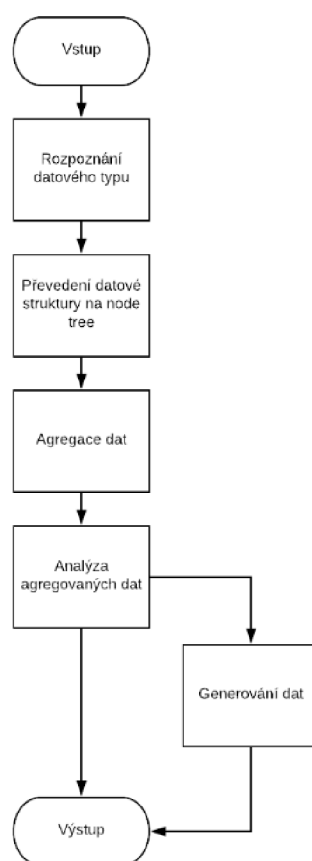 Vstup
Rozpoznání
datového typu
Převedení datové
struktury na node
tree
Agregace dat
Analýza
agregovaných dat
Generování dat
Výstup